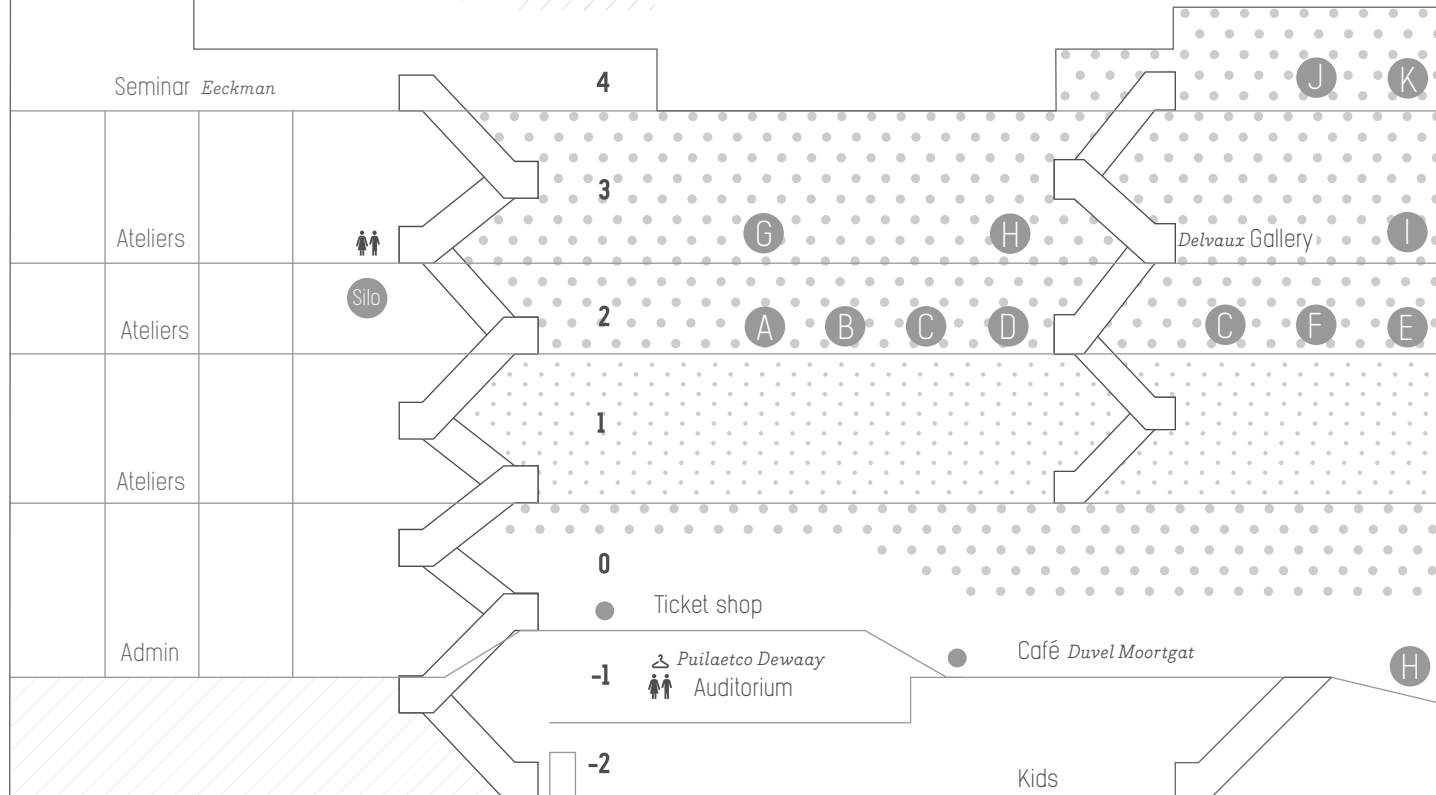 Seminar Eeckman
4
J K
3
Ateliers
G H Delvaux Gallery I
Silo
2
Ateliers
A B C D C F E
1
Ateliers
0
Ticket shop
Admin
Puilaetco Dewaay
Café Duvel Moortgat
-1
Auditorium
H
-2
Kids